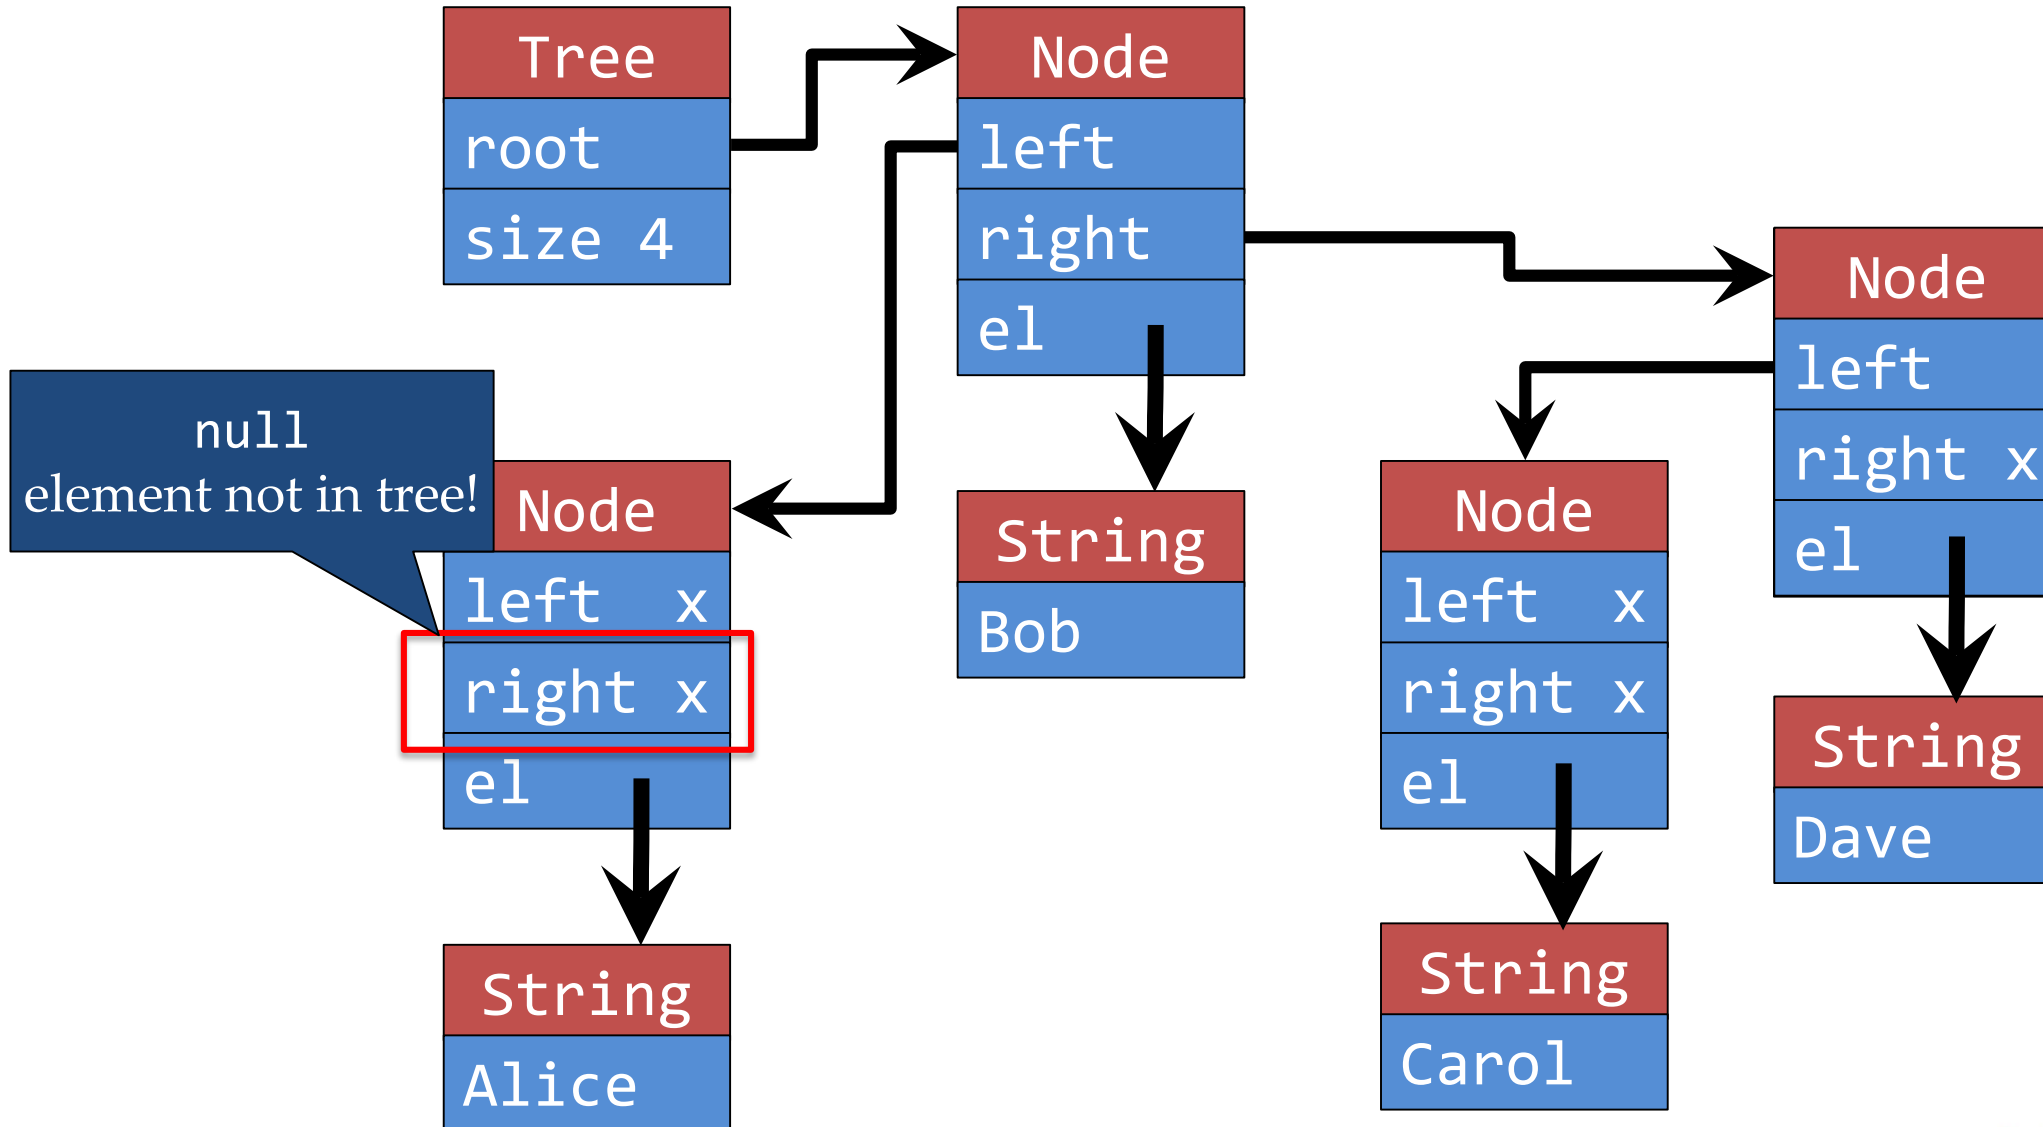 Tree
root
size 4
Node
left
right
el
Node
left
right x
el
null
element not in tree!
Node
left x
right x
el
String
Bob
Node
left x
right x
el
String
Dave
String
Alice
String
Carol